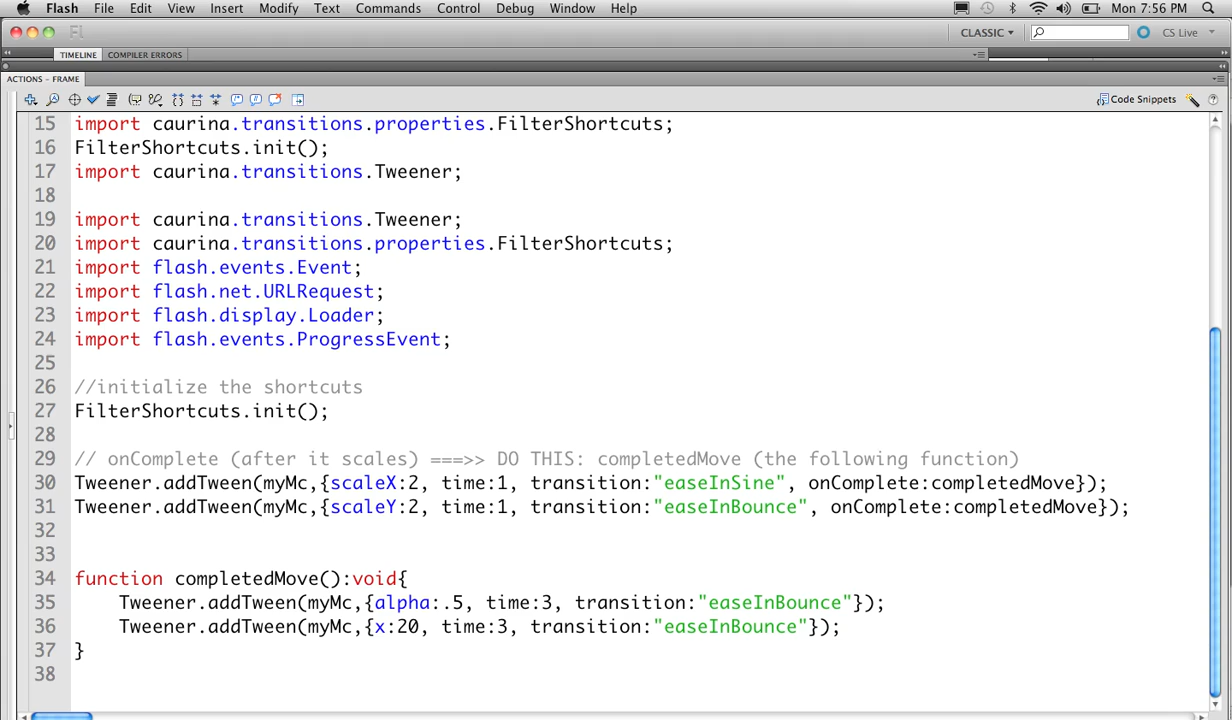 Flash File Edit View Insert Modify Text Commands Control Debug Window Help Mon 7:56 PM
Fl CLASSIC CS Live
TIMELINE COMPILER ERRORS
ACTIONS - FRAME
Code Snippets
15 import caurina.transitions.properties.FilterShortcuts;
16 FilterShortcuts.init();
17 import caurina.transitions.Tweener;
18
19 import caurina.transitions.Tweener;
20 import caurina.transitions.properties.FilterShortcuts;
21 import flash.events.Event;
22 import flash.net.URLRequest;
23 import flash.display.Loader;
24 import flash.events.ProgressEvent;
25
26 //initialize the shortcuts
27 FilterShortcuts.init();
28
29 // onComplete (after it scales) ===>> DO THIS: completedMove (the following function)
30 Tweener.addTween(myMc,{scaleX:2, time:1, transition:"easeInSine", onComplete:completedMove});
31 Tweener.addTween(myMc,{scaleY:2, time:1, transition:"easeInBounce", onComplete:completedMove});
32
33
34 function completedMove():void{
35 Tweener.addTween(myMc,{alpha:.5, time:3, transition:"easeInBounce"});
36 Tweener.addTween(myMc,{x:20, time:3, transition:"easeInBounce"});
37 }
38